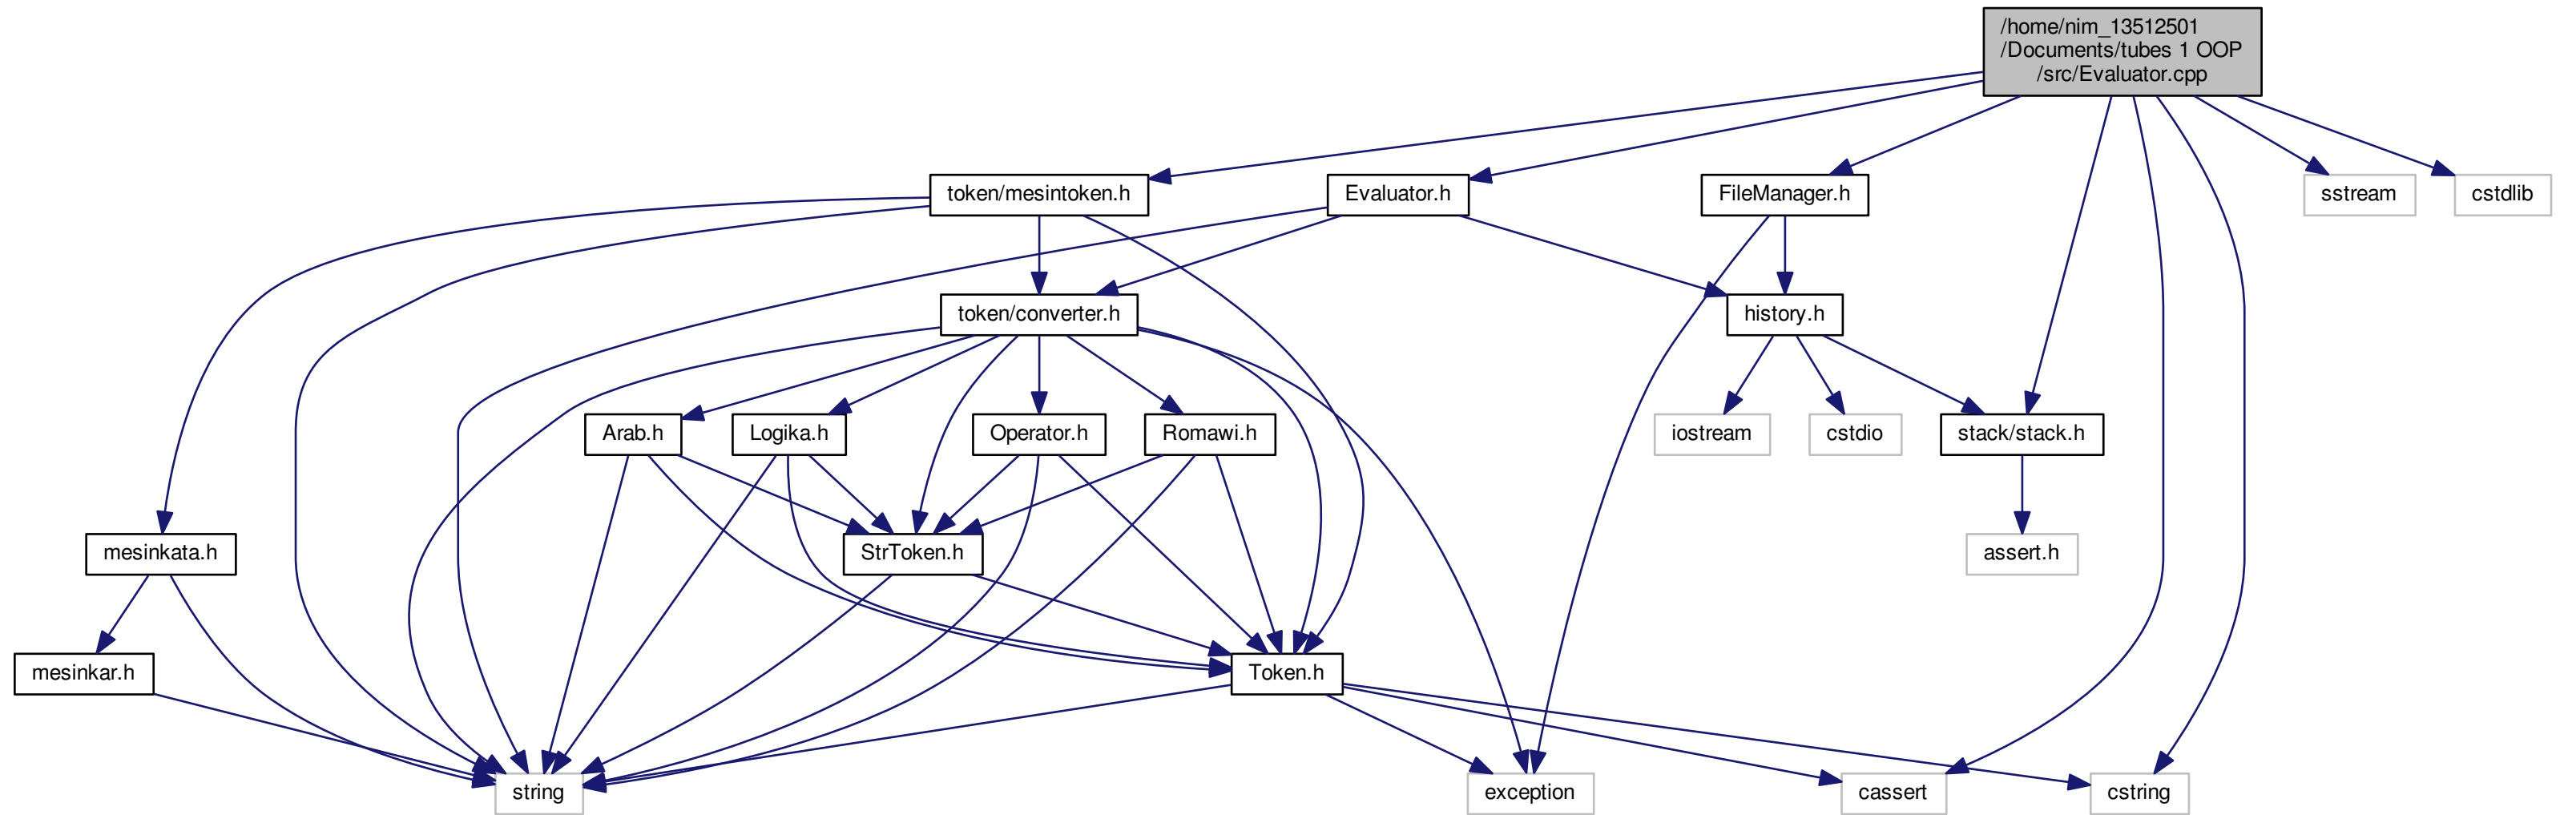 /home/nim_13512501
/Documents/tubes 1 OOP
/src/Evaluator.cpp
token/mesintoken.h
Evaluator.h
FileManager.h
sstream
cstdlib
token/converter.h
history.h
Arab.h
Logika.h
Operator.h
Romawi.h
iostream
cstdio
stack/stack.h
mesinkata.h
StrToken.h
assert.h
mesinkar.h
Token.h
string
exception
cassert
cstring